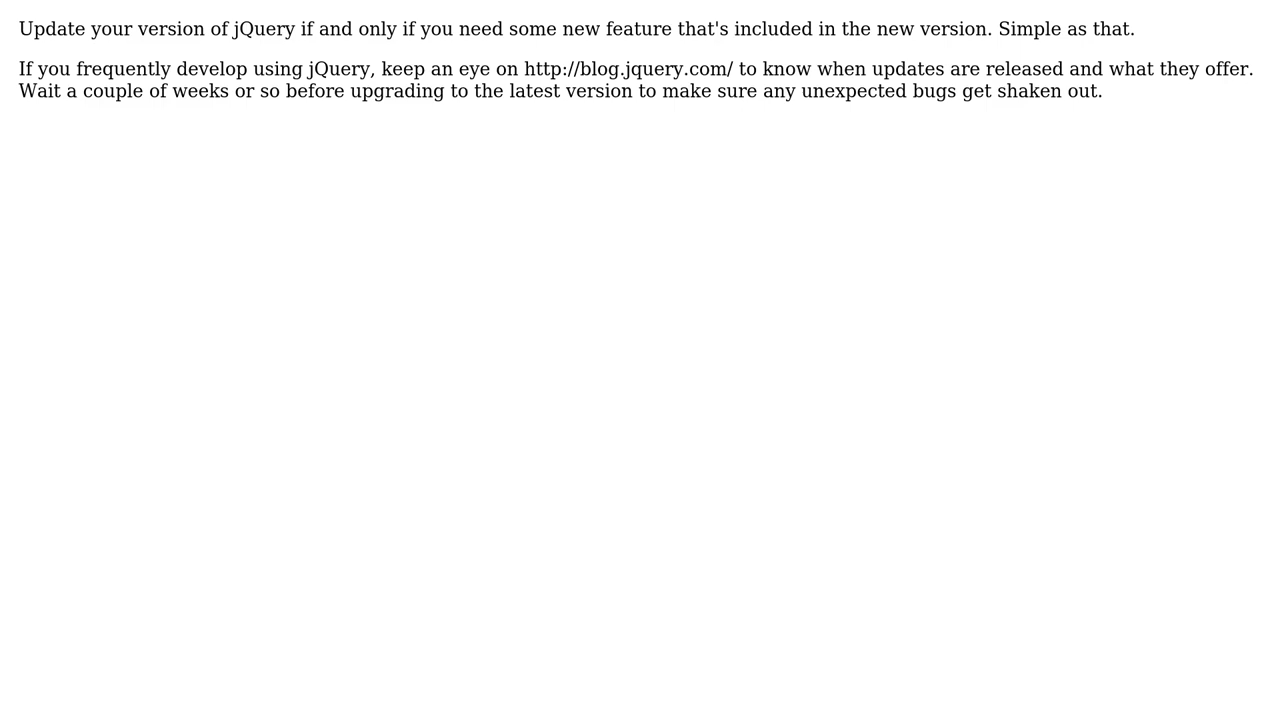 Update your version of jQuery if and only if you need some new feature that's included in the new version. Simple as that.
If you frequently develop using jQuery, keep an eye on http://blog.jquery.com/ to know when updates are released and what they offer.
Wait a couple of weeks or so before upgrading to the latest version to make sure any unexpected bugs get shaken out.